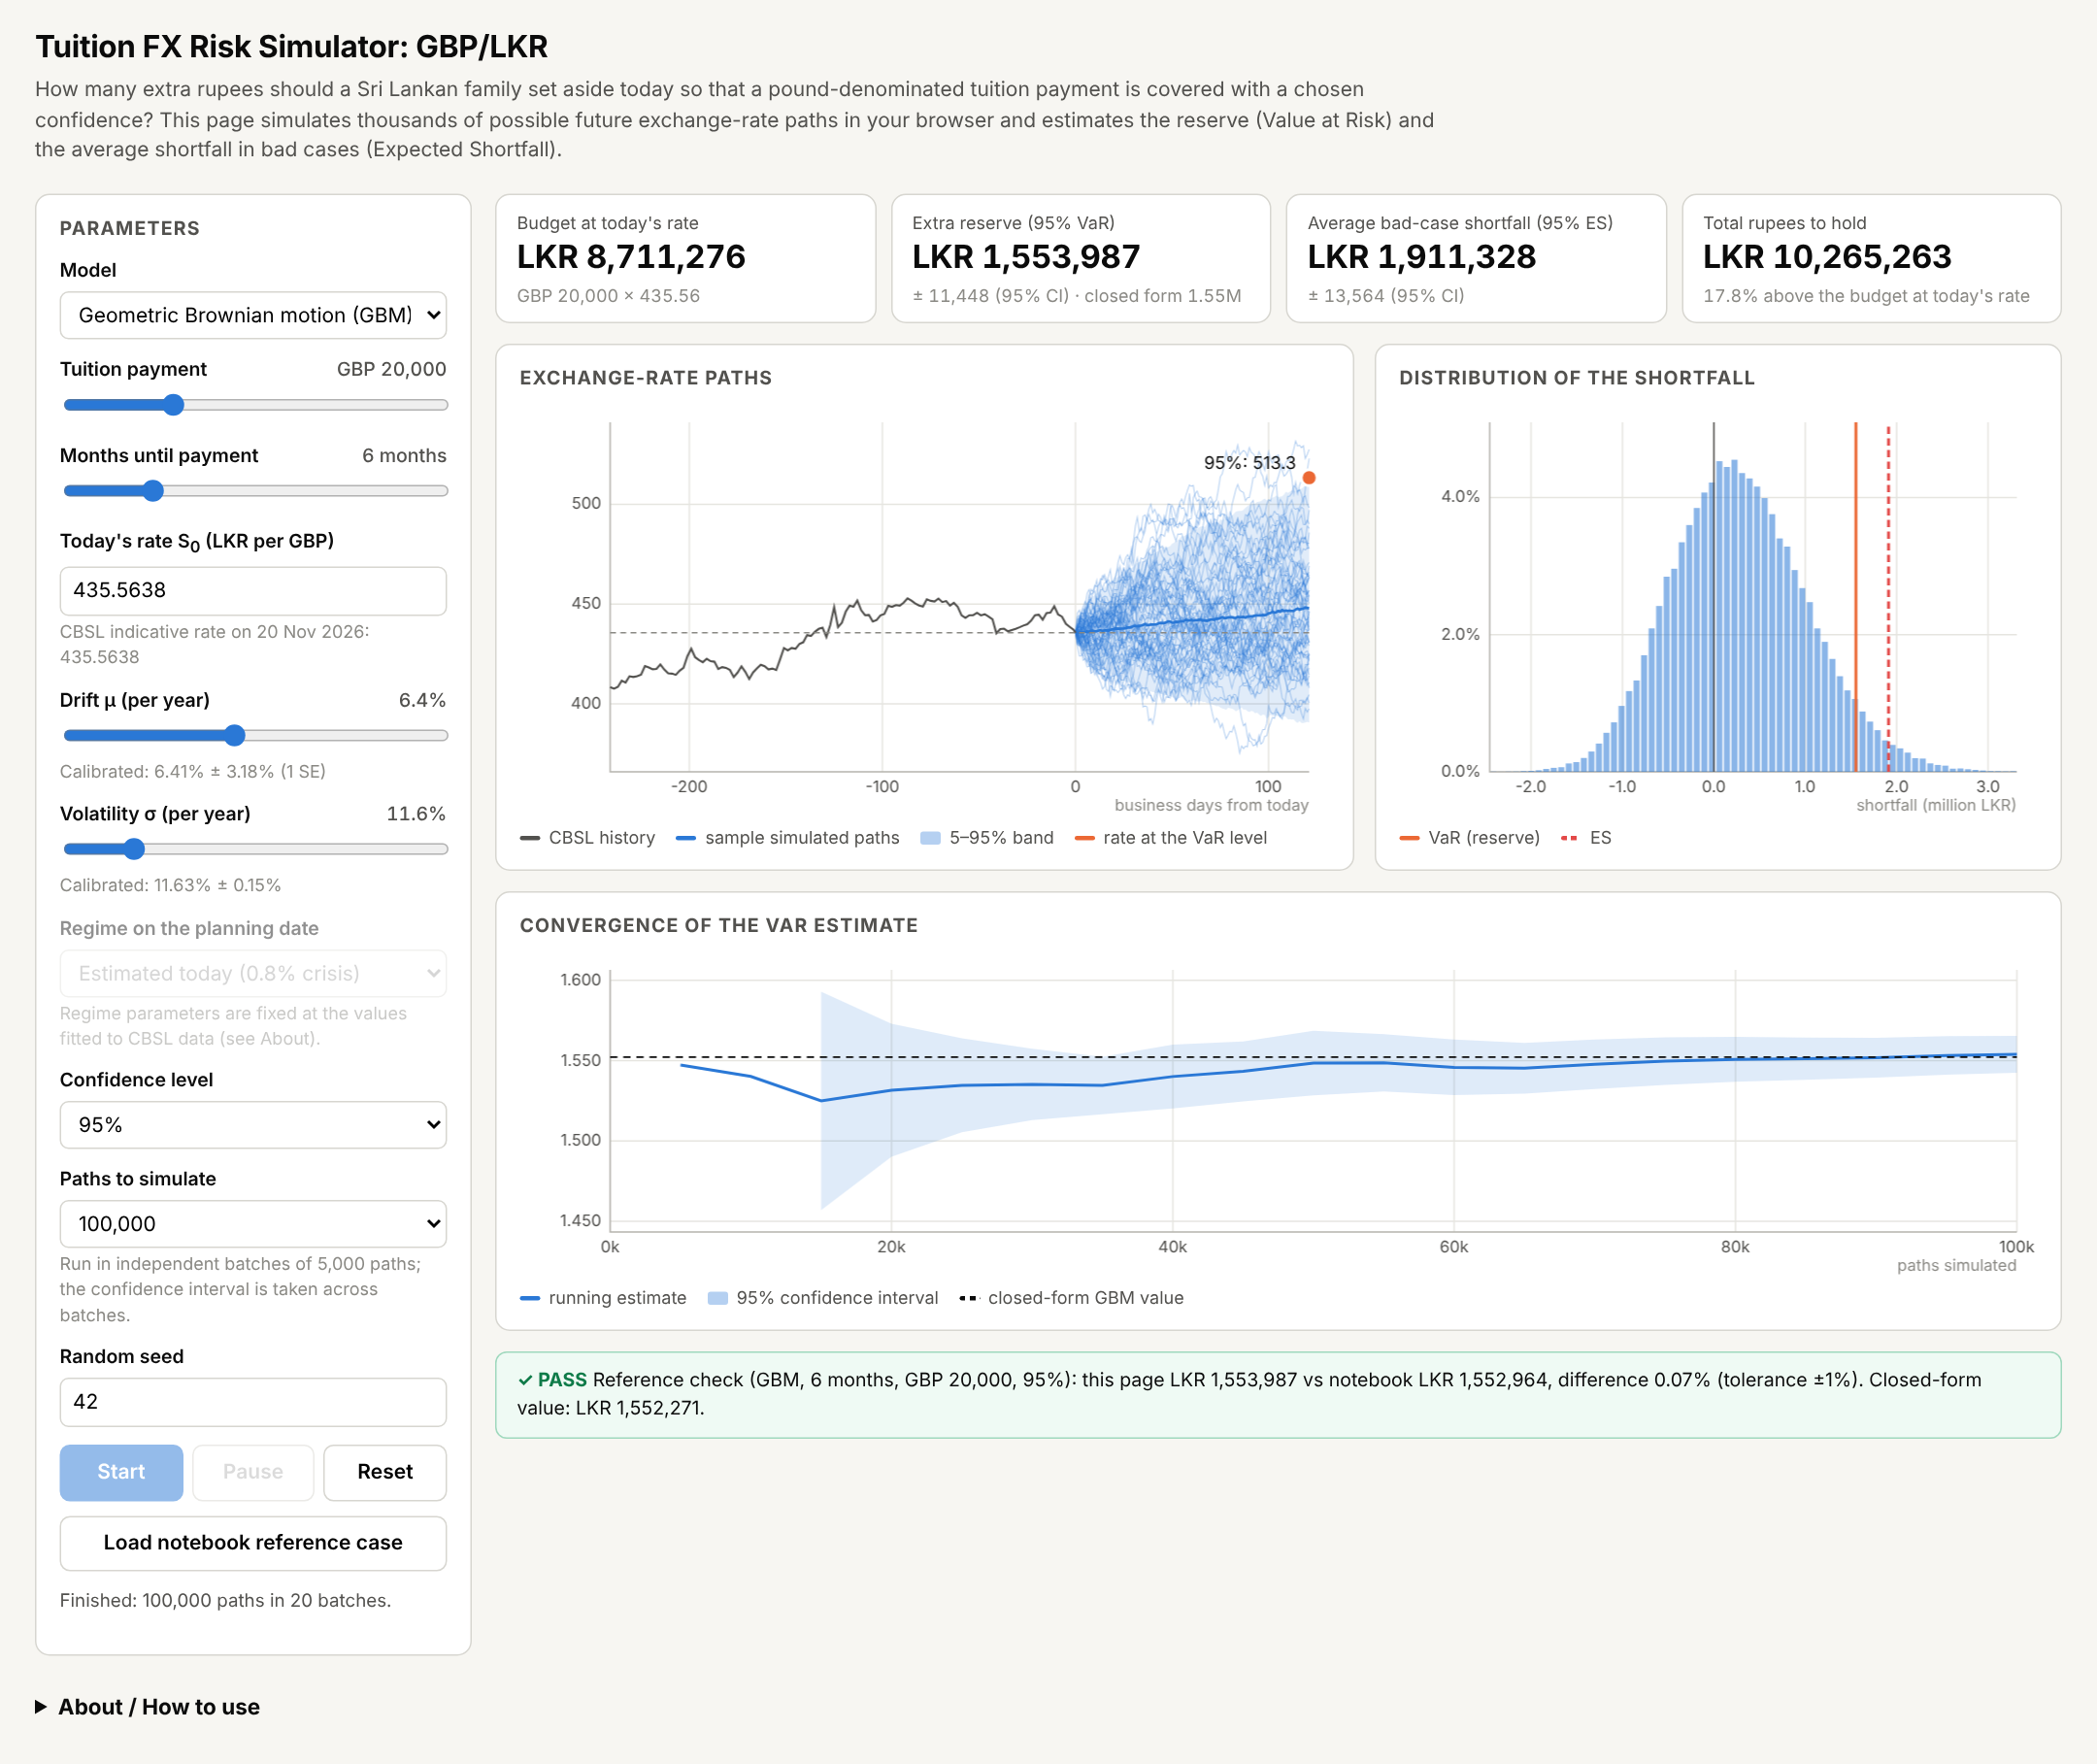 Tuition FX Risk Simulator: GBP/LKR
How many extra rupees should a Sri Lankan family set aside today so that a pound-denominated tuition payment is covered with a chosen
confidence? This page simulates thousands of possible future exchange-rate paths in your browser and estimates the reserve (Value at Risk) and
the average shortfall in bad cases (Expected Shortfall).
PARAMETERS
Model
Geometric Brownian motion (GBM)
Tuition payment GBP 20,000
Months until payment 6 months
Today's rate S0 (LKR per GBP)
435.5638
CBSL indicative rate on 20 Nov 2026:
435.5638
Drift μ (per year) 6.4%
Calibrated: 6.41% ± 3.18% (1 SE)
Volatility σ (per year) 11.6%
Calibrated: 11.63% ± 0.15%
Regime on the planning date
Estimated today (0.8% crisis)
Regime parameters are fixed at the values
fitted to CBSL data (see About).
Confidence level
95%
Paths to simulate
100,000
Run in independent batches of 5,000 paths;
the confidence interval is taken across
batches.
Random seed
42
Start Pause Reset
Load notebook reference case
Finished: 100,000 paths in 20 batches.
Budget at today's rate
LKR 8,711,276
GBP 20,000 × 435.56
Extra reserve (95% VaR)
LKR 1,553,987
± 11,448 (95% CI) · closed form 1.55M
Average bad-case shortfall (95% ES)
LKR 1,911,328
± 13,564 (95% CI)
Total rupees to hold
LKR 10,265,263
17.8% above the budget at today's rate
EXCHANGE-RATE PATHS
95%: 513.3
500
450
400
-200 -100 0 100
business days from today
CBSL history sample simulated paths 5–95% band rate at the VaR level
DISTRIBUTION OF THE SHORTFALL
4.0%
2.0%
0.0%
-2.0 -1.0 0.0 1.0 2.0 3.0
shortfall (million LKR)
VaR (reserve) ES
CONVERGENCE OF THE VAR ESTIMATE
1.600
1.550
1.500
1.450
0k 20k 40k 60k 80k 100k
paths simulated
running estimate 95% confidence interval closed-form GBM value
✓ PASS Reference check (GBM, 6 months, GBP 20,000, 95%): this page LKR 1,553,987 vs notebook LKR 1,552,964, difference 0.07% (tolerance ±1%). Closed-form
value: LKR 1,552,271.
About / How to use